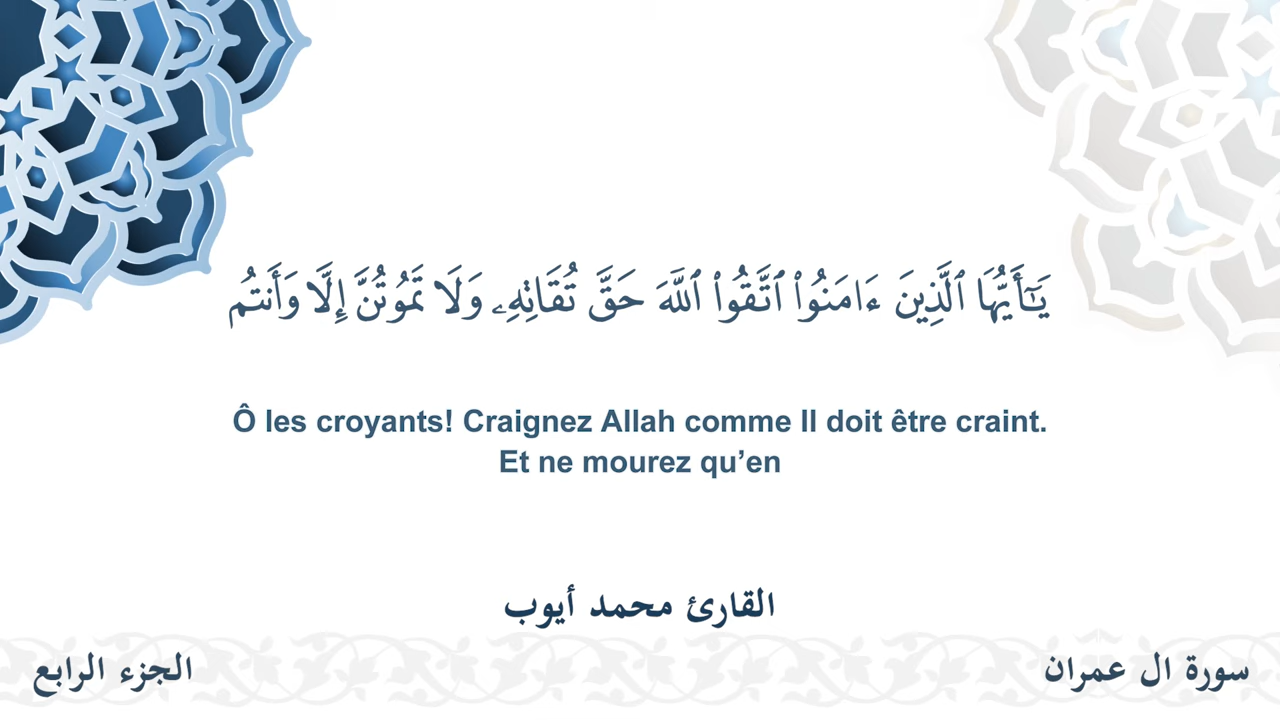 يَٰٓأَيُّهَا ٱلَّذِينَ ءَامَنُوا۟ ٱتَّقُوا۟ ٱللَّهَ حَقَّ تُقَاتِهِۦ وَلَا تَمُوتُنَّ إِلَّا وَأَنتُم
Ô les croyants! Craignez Allah comme Il doit être craint.
Et ne mourez qu’en
القارئ محمد أيوب
سورة ال عمران
الجزء الرابع